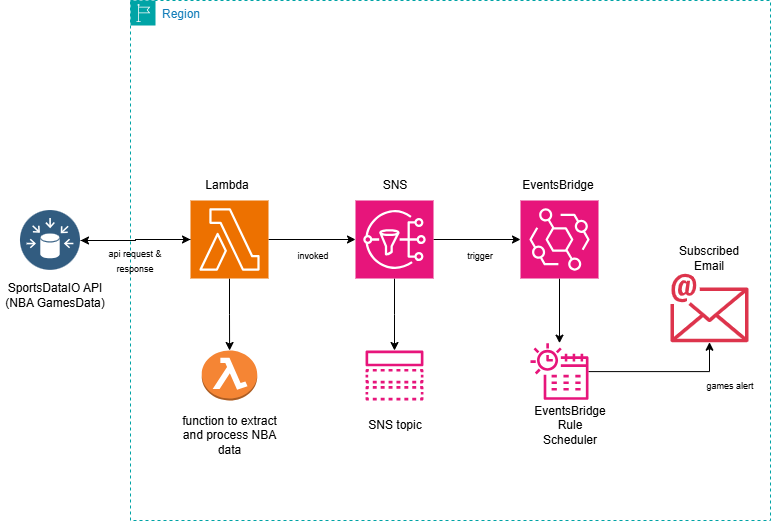 Region
Lambda
SNS
EventsBridge
api request &
response
invoked
trigger
Subscribed
Email
SportsDataIO API
(NBA GamesData)
games alert
function to extract
and process NBA
data
SNS topic
EventsBridge
Rule
Scheduler
@